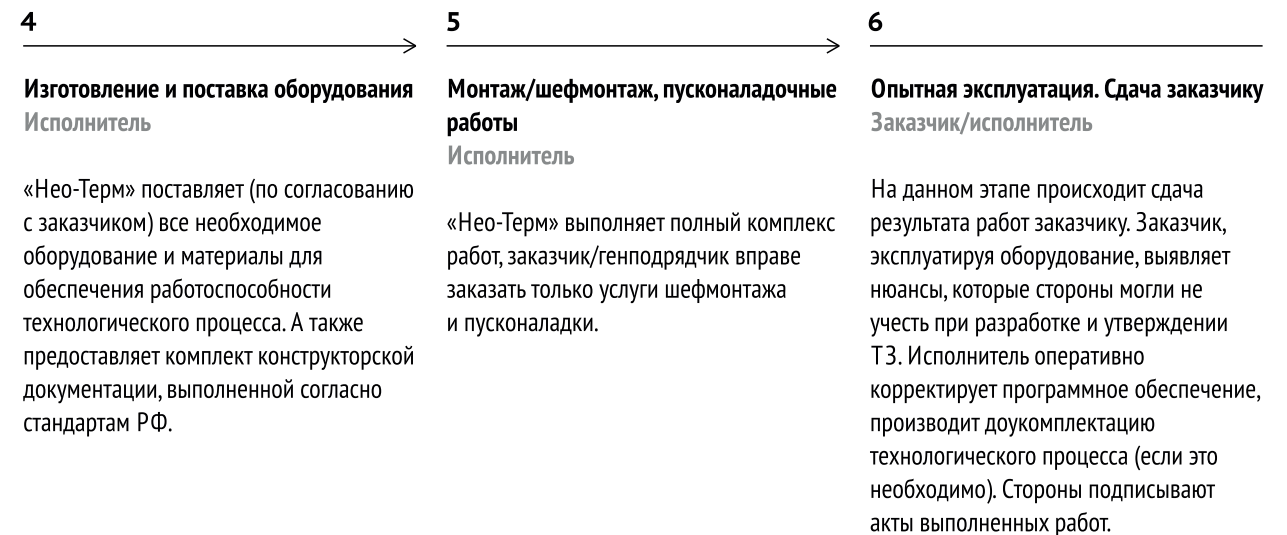 4
Изготовление и поставка оборудования
Исполнитель
«Нео-Терм» поставляет (по согласованию
с заказчиком) все необходимое
оборудование и материалы для
обеспечения работоспособности
технологического процесса. А также
предоставляет комплект конструкторской
документации, выполненной согласно
стандартам РФ.
5
Монтаж/шефмонтаж, пусконаладочные
работы
Исполнитель
«Нео-Терм» выполняет полный комплекс
работ, заказчик/генподрядчик вправе
заказать только услуги шефмонтажа
и пусконаладки.
6
Опытная эксплуатация. Сдача заказчику
Заказчик/исполнитель
На данном этапе происходит сдача
результата работ заказчику. Заказчик,
эксплуатируя оборудование, выявляет
нюансы, которые стороны могли не
учесть при разработке и утверждении
ТЗ. Исполнитель оперативно
корректирует программное обеспечение,
производит доукомплектацию
технологического процесса (если это
необходимо). Стороны подписывают
акты выполненных работ.